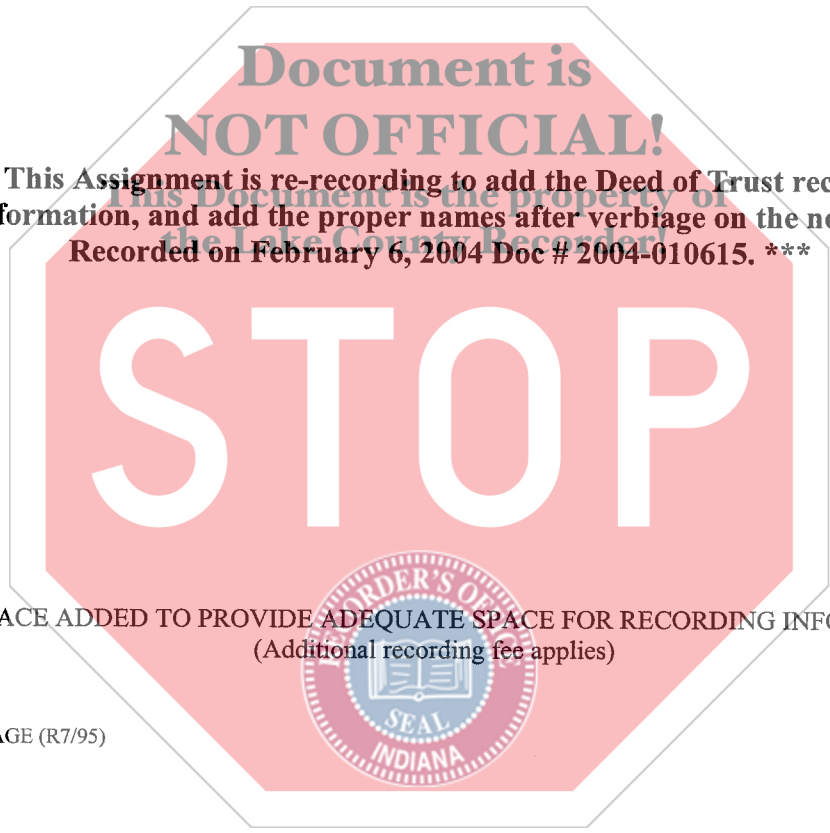 Document is
NOT OFFICIAL!
This Assignment is re-recording to add the Deed of Trust rec
This Document is the property of
formation, and add the proper names after verbiage on the
the Lake County Recorder!
Recorded on February 6, 2004 Doc # 2004-010615. ***
STOP
ACE ADDED TO PROVIDE ADEQUATE SPACE FOR RECORDING INFO
(Additional recording fee applies)
RECORDER'S OFFICE
SEAL
INDIANA
AGE (R7/95)